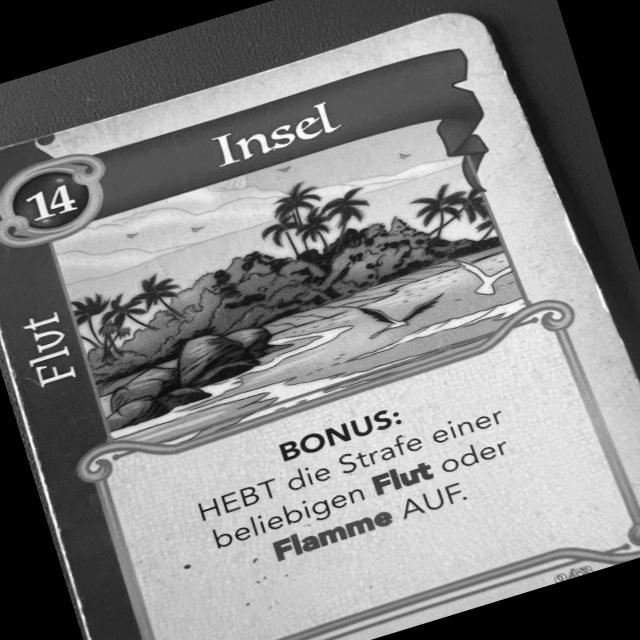 Insel
14
Flut
BONUS:
HEBT die Strafe einer
beliebigen Flut oder
Flamme AUF.